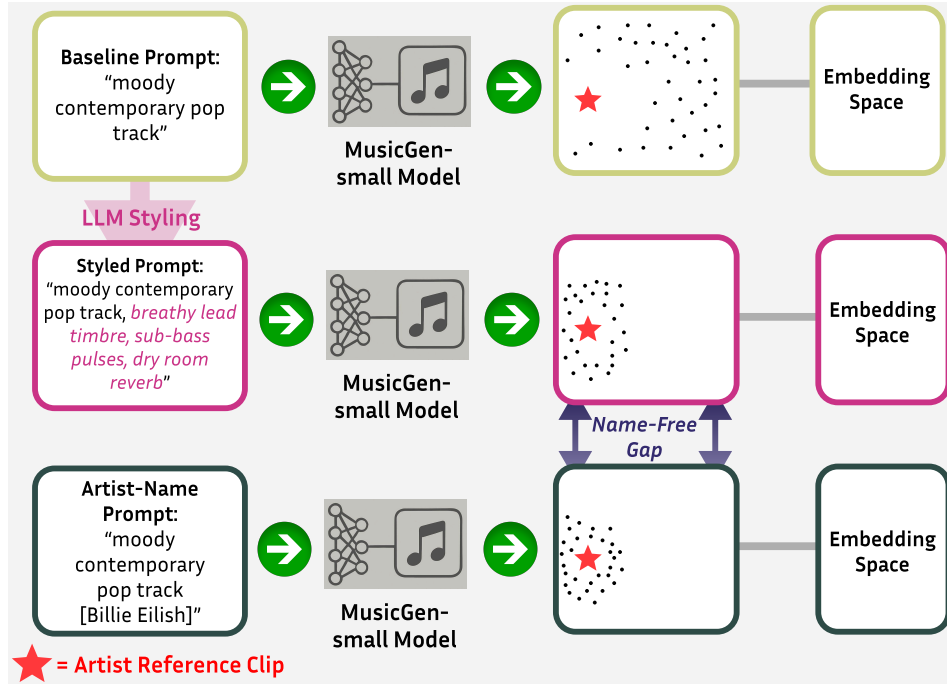 Baseline Prompt:
“moody
contemporary pop
track”
MusicGen-
small Model
Embedding
Space
LLM Styling
Styled Prompt:
“moody contemporary
pop track, breathy lead
timbre, sub-bass
pulses, dry room
reverb”
MusicGen-
small Model
Embedding
Space
Name-Free
Gap
Artist-Name
Prompt:
“moody
contemporary
pop track
[Billie Eilish]”
MusicGen-
small Model
Embedding
Space
= Artist Reference Clip